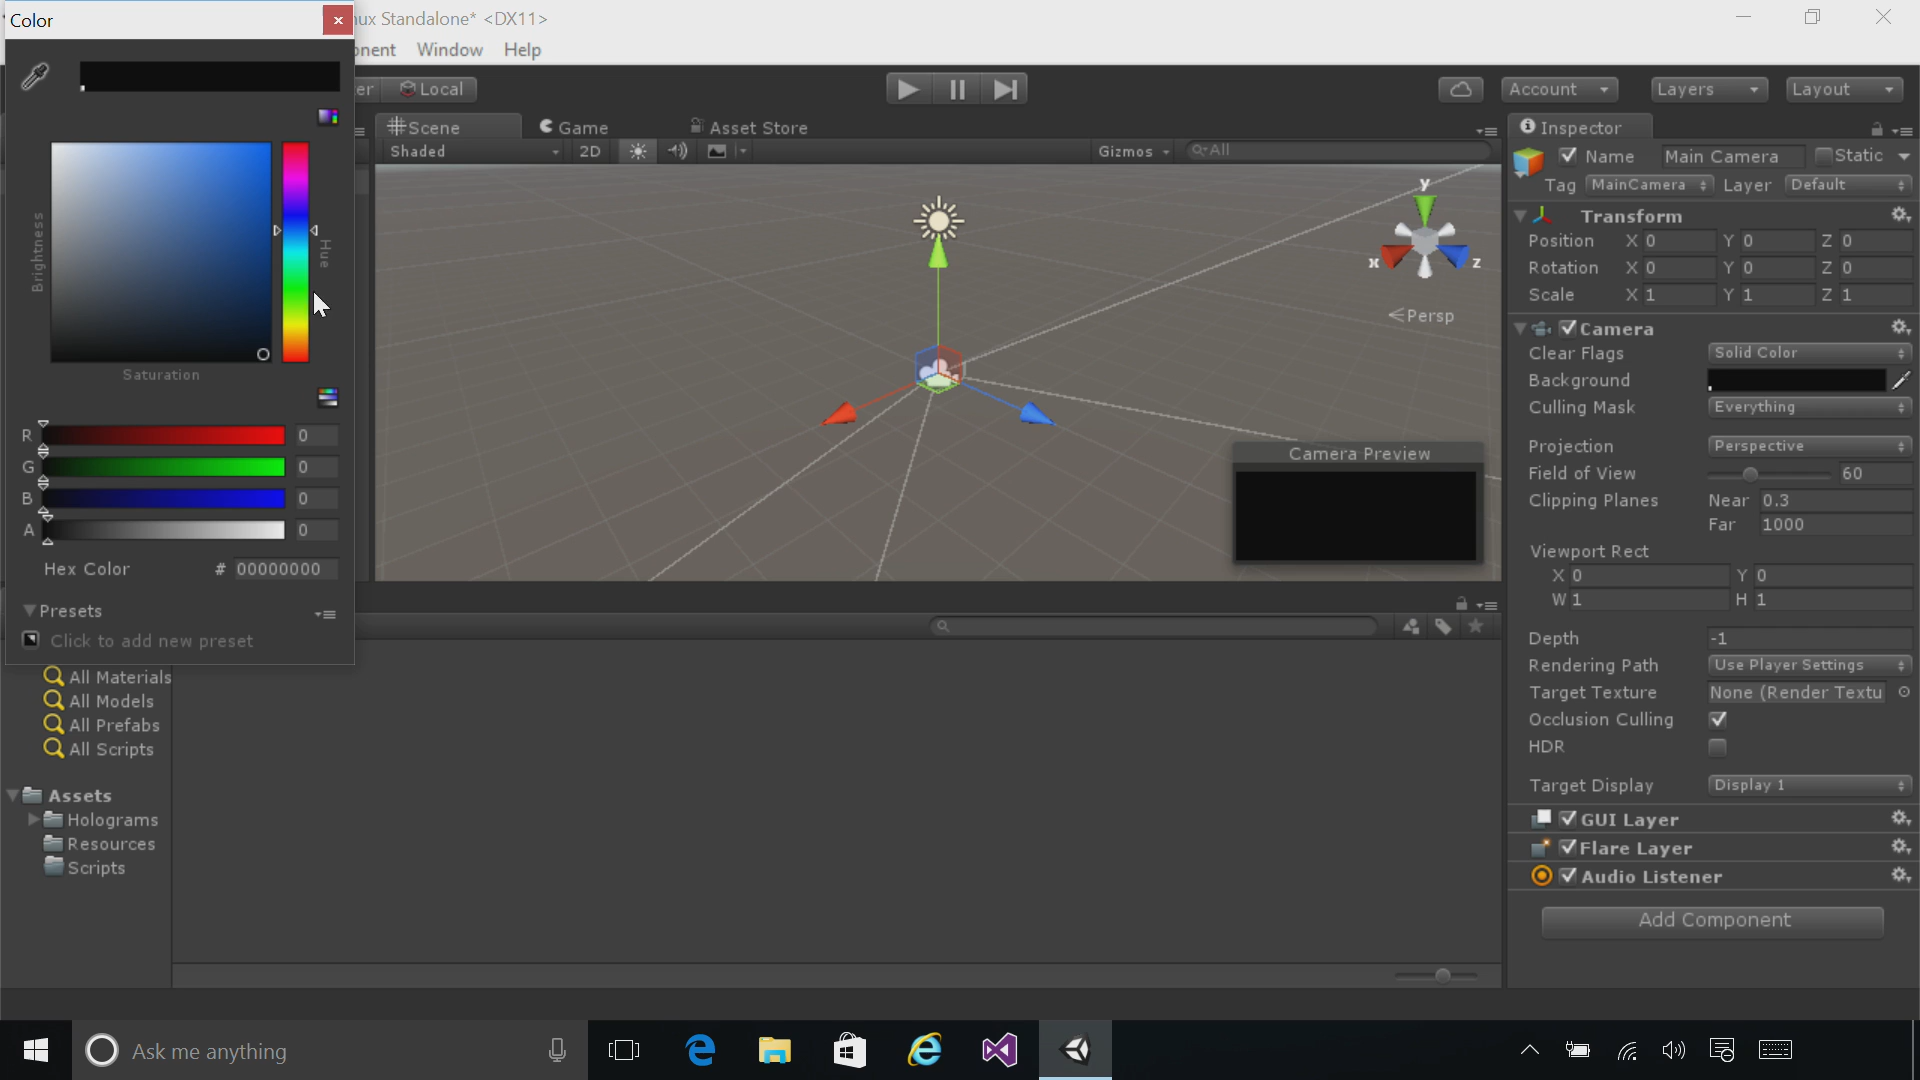 Color
ux Standalone* <DX11>
nent Window Help
er Local
Account Layers Layout
Scene Game Asset Store
Shaded 2D Gizmos All
Brightness
Saturation
Hue
R 0
G 0
B 0
A 0
Hex Color # 00000000
Presets
Click to add new preset
y
x
z
Persp
Camera Preview
Inspector
Name Main Camera Static
Tag MainCamera Layer Default
Transform
Position X 0 Y 0 Z 0
Rotation X 0 Y 0 Z 0
Scale X 1 Y 1 Z 1
Camera
Clear Flags Solid Color
Background
Culling Mask Everything
Projection Perspective
Field of View 60
Clipping Planes Near 0.3
Far 1000
Viewport Rect
X 0 Y 0
W 1 H 1
Depth -1
Rendering Path Use Player Settings
Target Texture None (Render Textu
Occlusion Culling
HDR
Target Display Display 1
GUI Layer
Flare Layer
Audio Listener
Add Component
All Materials
All Models
All Prefabs
All Scripts
Assets
Holograms
Resources
Scripts
Ask me anything